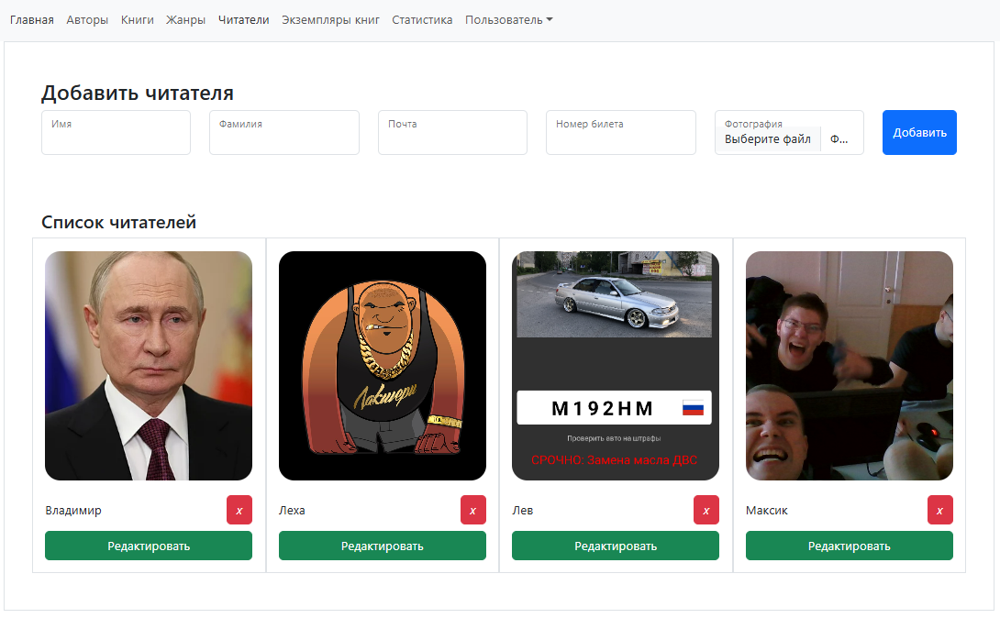 Главная Авторы Книги Жанры Читатели Экземпляры книг Статистика Пользователь
Добавить читателя
Имя Фамилия Почта Номер билета Фотография
Выберите файл Ф...
Добавить
Список читателей
Лакшери
М192НМ
Проверить авто на штрафы
СРОЧНО: Замена масла ДВС
Владимир x Леха x Лев x Максик x
Редактировать Редактировать Редактировать Редактировать